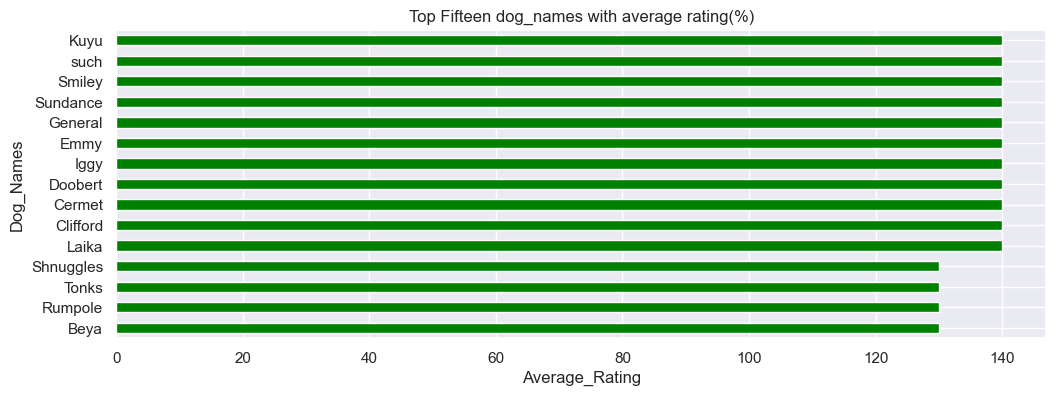 Top Fifteen dog_names with average rating(%)
Kuyu
such
Smiley
Sundance
General
Emmy
Iggy
Doobert
Cermet
Clifford
Laika
Shnuggles
Tonks
Rumpole
Beya
Dog_Names
0 20 40 60 80 100 120 140
Average_Rating